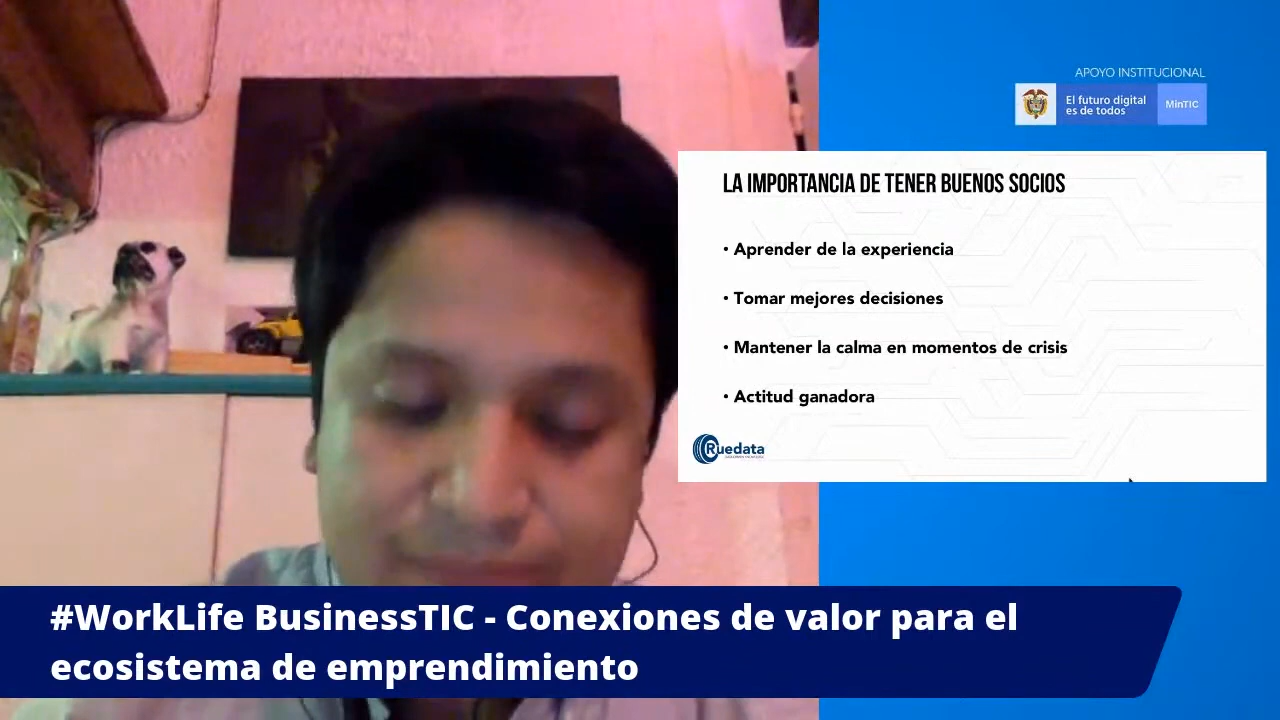 APOYO INSTITUCIONAL
El futuro digital
es de todos
MinTIC
LA IMPORTANCIA DE TENER BUENOS SOCIOS
• Aprender de la experiencia
• Tomar mejores decisiones
• Mantener la calma en momentos de crisis
• Actitud ganadora
Ruedata
#WorkLife BusinessTIC - Conexiones de valor para el
ecosistema de emprendimiento